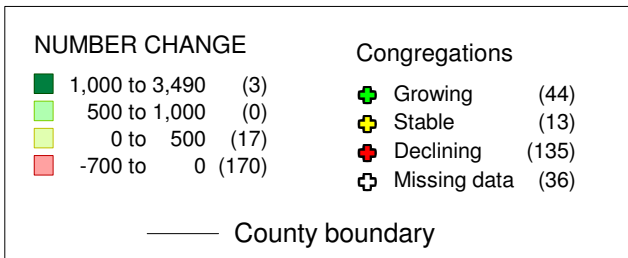 NUMBER CHANGE
1,000 to 3,490 (3)
500 to 1,000 (0)
0 to 500 (17)
-700 to 0 (170)
Congregations
Growing (44)
Stable (13)
Declining (135)
Missing data (36)
County boundary